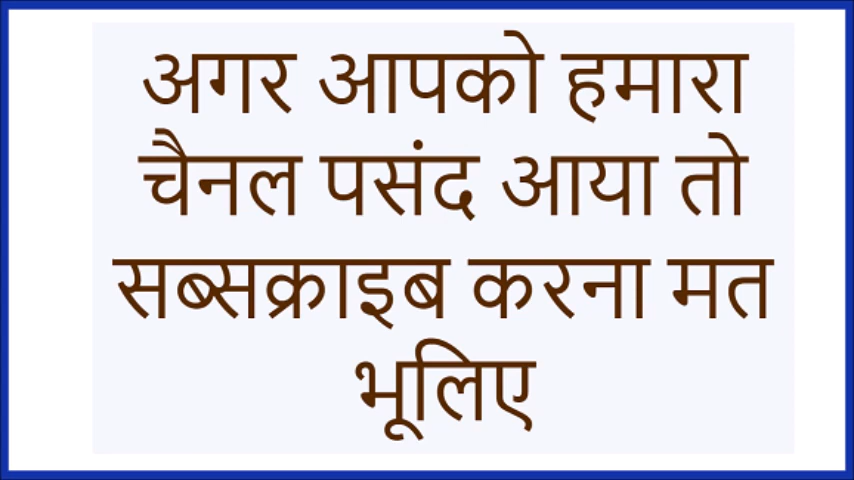 अगर आपको हमारा
चैनल पसंद आया तो
सब्सक्राइब करना मत
भूलिए